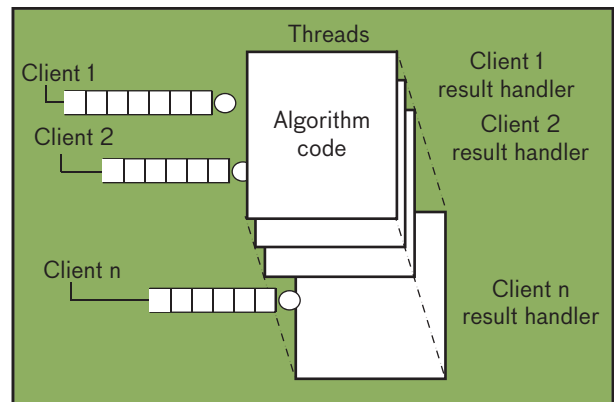 Threads
Client 1
Client 1
result handler
Client 2
Client 2
result handler
Algorithm
code
Client n
Client n
result handler